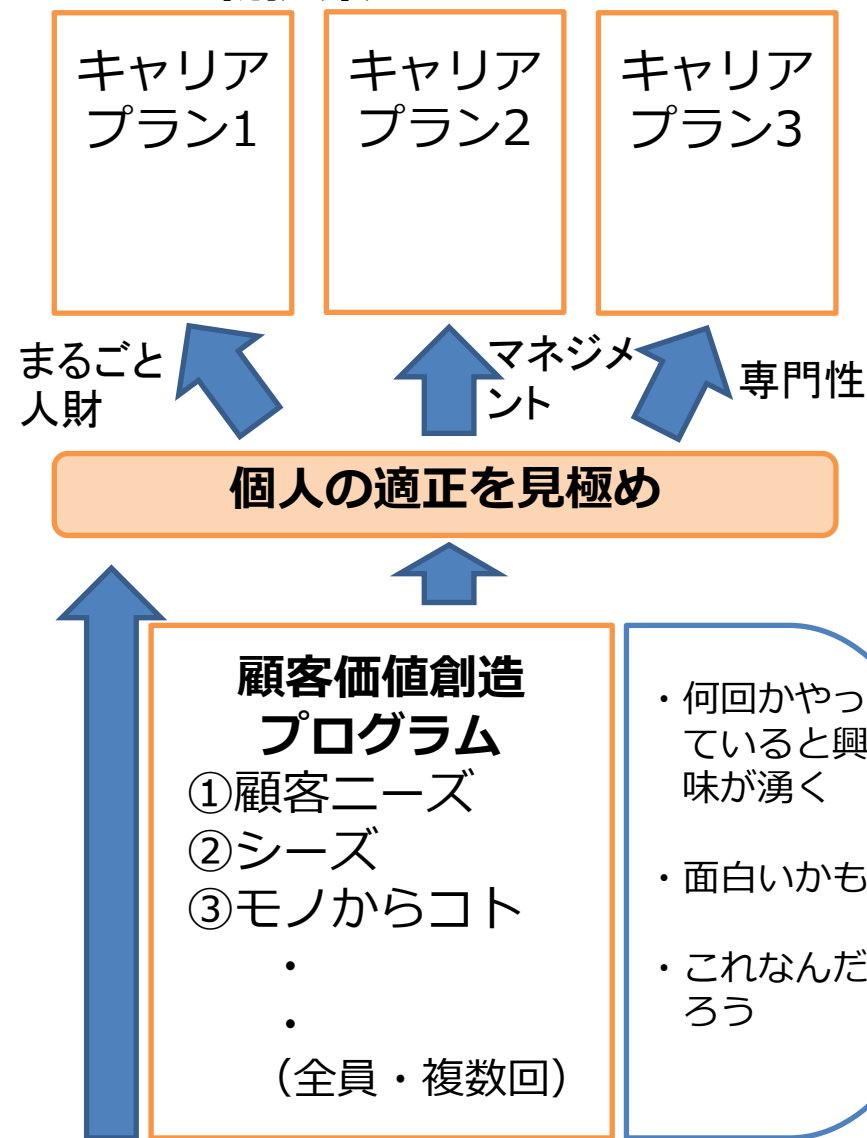 キャリア
プラン1
キャリア
プラン2
キャリア
プラン3
まるごと
人財
マネジメ
ント
専門性
個人の適正を見極め
顧客価値創造
プログラム
①顧客ニーズ
②シーズ
③モノからコト
・
・
（全員・複数回）
・何回かやっ
ていると興
味が湧く
・面白いかも
・これなんだ
ろう